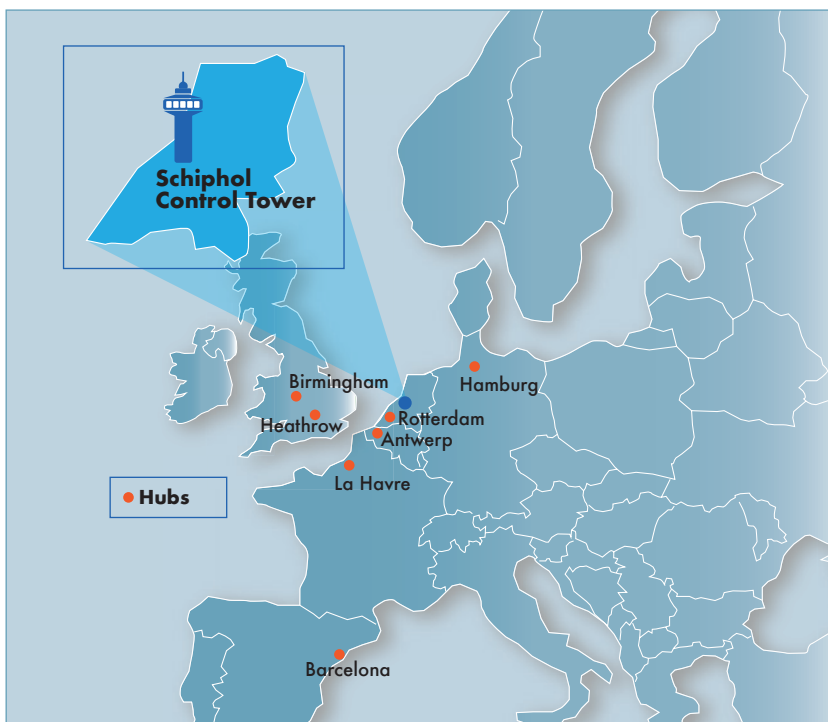 Schiphol
Control Tower
Birmingham
Hamburg
Heathrow
Rotterdam
Antwerp
La Havre
Hubs
Barcelona